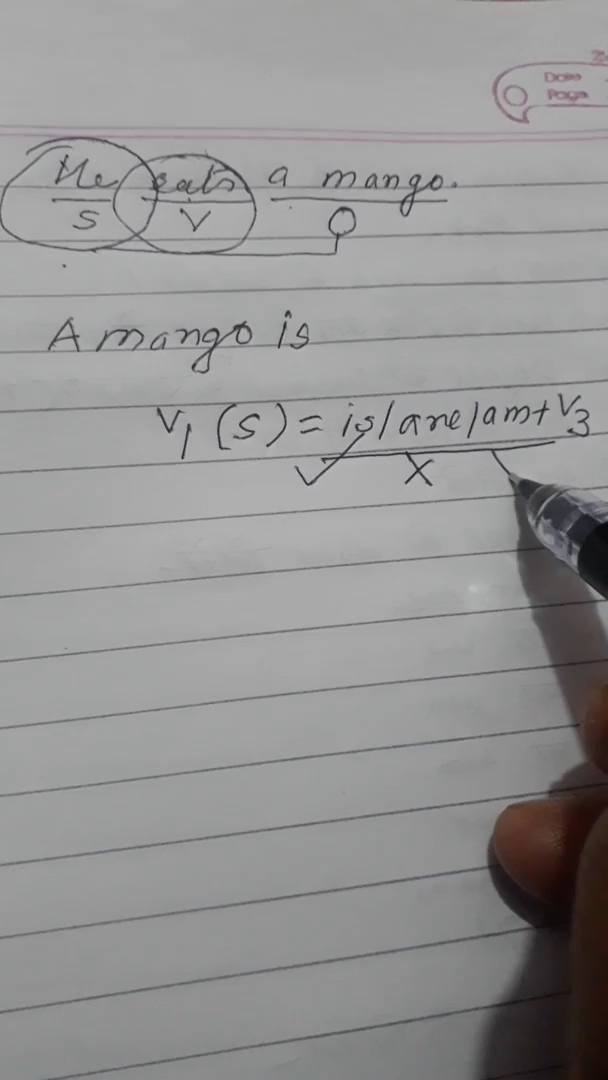 Date
Page
He eats a mango.
S V O
A mango is
V1 (S) = is/are/am+V3
✓ X